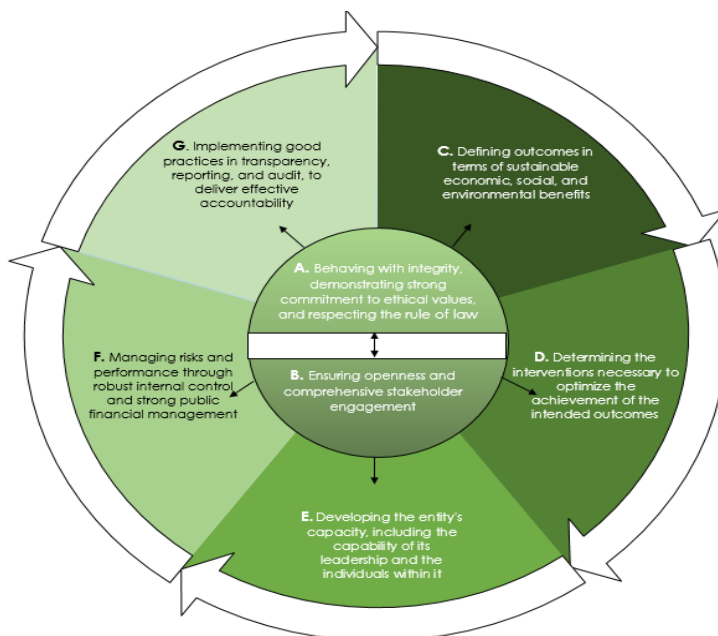 G. Implementing good
practices in transparency,
reporting, and audit, to
deliver effective
accountability
C. Defining outcomes in
terms of sustainable
economic, social, and
environmental benefits
A. Behaving with integrity,
demonstrating strong
commitment to ethical values,
and respecting the rule of law
B. Ensuring openness and
comprehensive stakeholder
engagement
F. Managing risks and
performance through
robust internal control
and strong public
financial management
D. Determining the
interventions necessary to
optimize the
achievement of the
intended outcomes
E. Developing the entity's
capacity, including the
capability of its
leadership and the
individuals within it